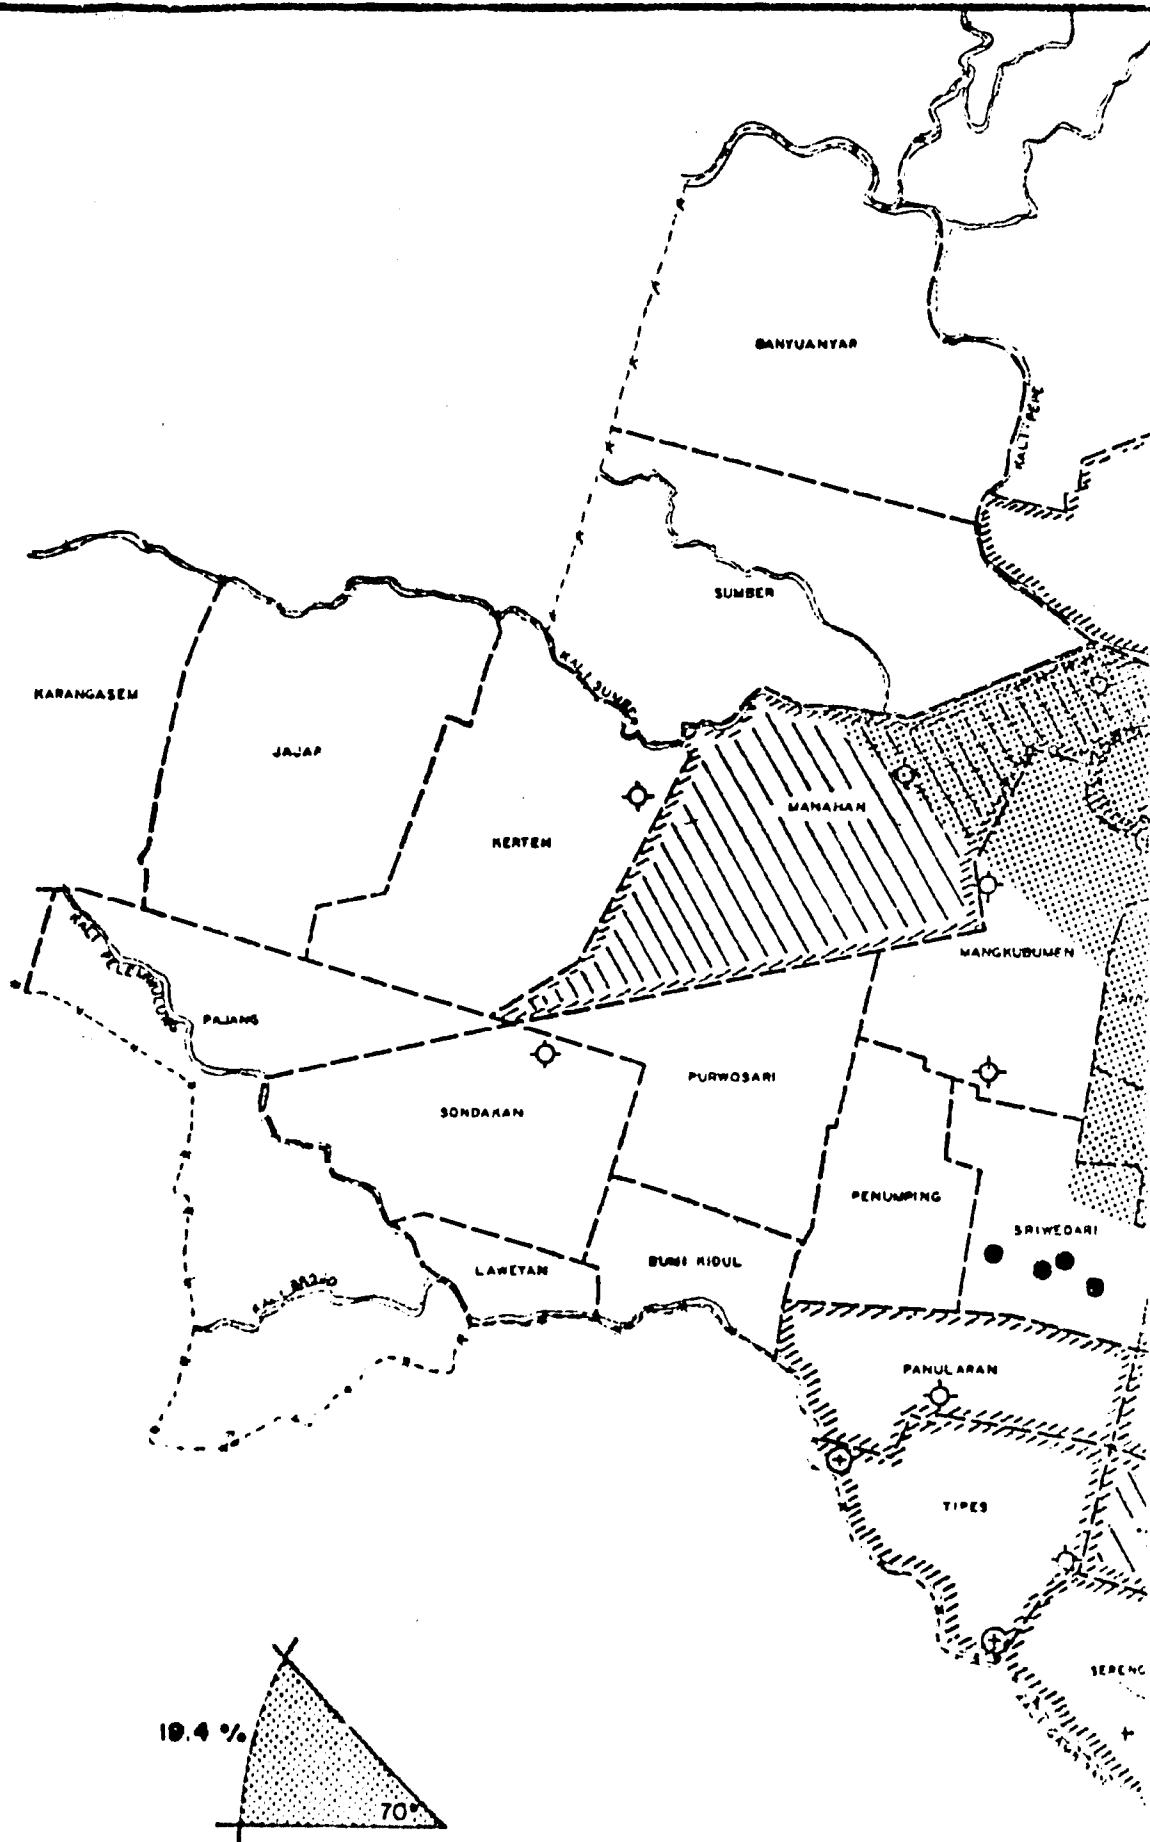 BANYUANYAR
KALI PEPE
SUMBER
KALI SUMBER
KARANGASEM
JAJAR
MANAHAN
KERTEN
MANGKUBUMEN
PAJANG
PURWOSARI
SONDAKAN
PENUMPING
SRIWEDARI
BUMI KIDUL
LAWEYAN
PANULARAN
TIPES
SERENG
19.4 %
70°